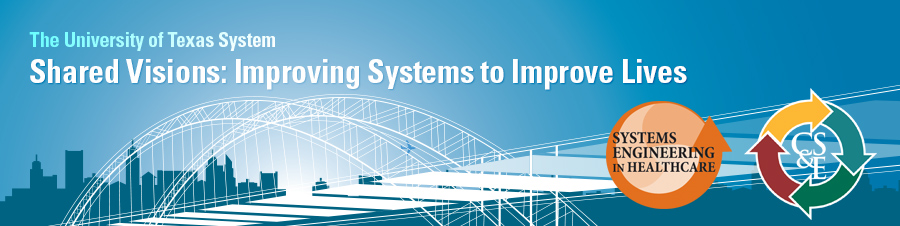 The University of Texas System
Shared Visions: Improving Systems to Improve Lives
SYSTEMS
ENGINEERING
IN HEALTHCARE
CS
&E